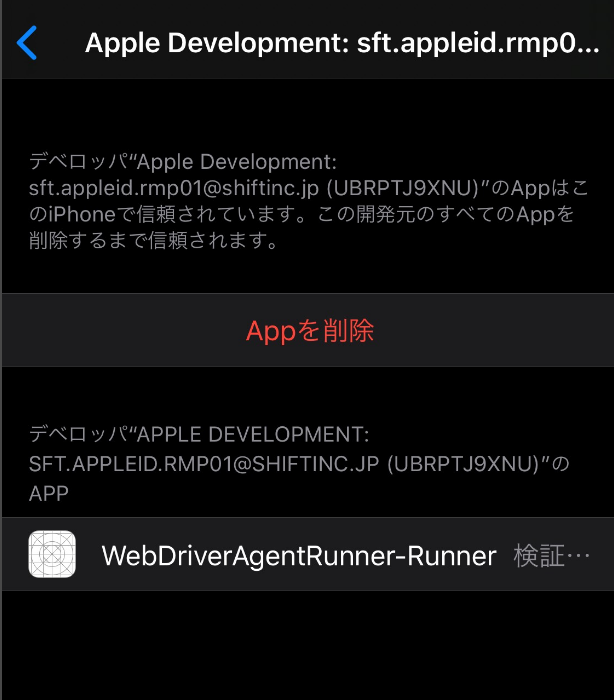 Apple Development: sft.appleid.rmp0...
デベロッパ“Apple Development:
sft.appleid.rmp01@shiftinc.jp (UBRPTJ9XNU)”のAppはこ
のiPhoneで信頼されています。この開発元のすべてのAppを
削除するまで信頼されます。
Appを削除
デベロッパ“APPLE DEVELOPMENT:
SFT.APPLEID.RMP01@SHIFTINC.JP (UBRPTJ9XNU)”の
APP
WebDriverAgentRunner-Runner 検証…